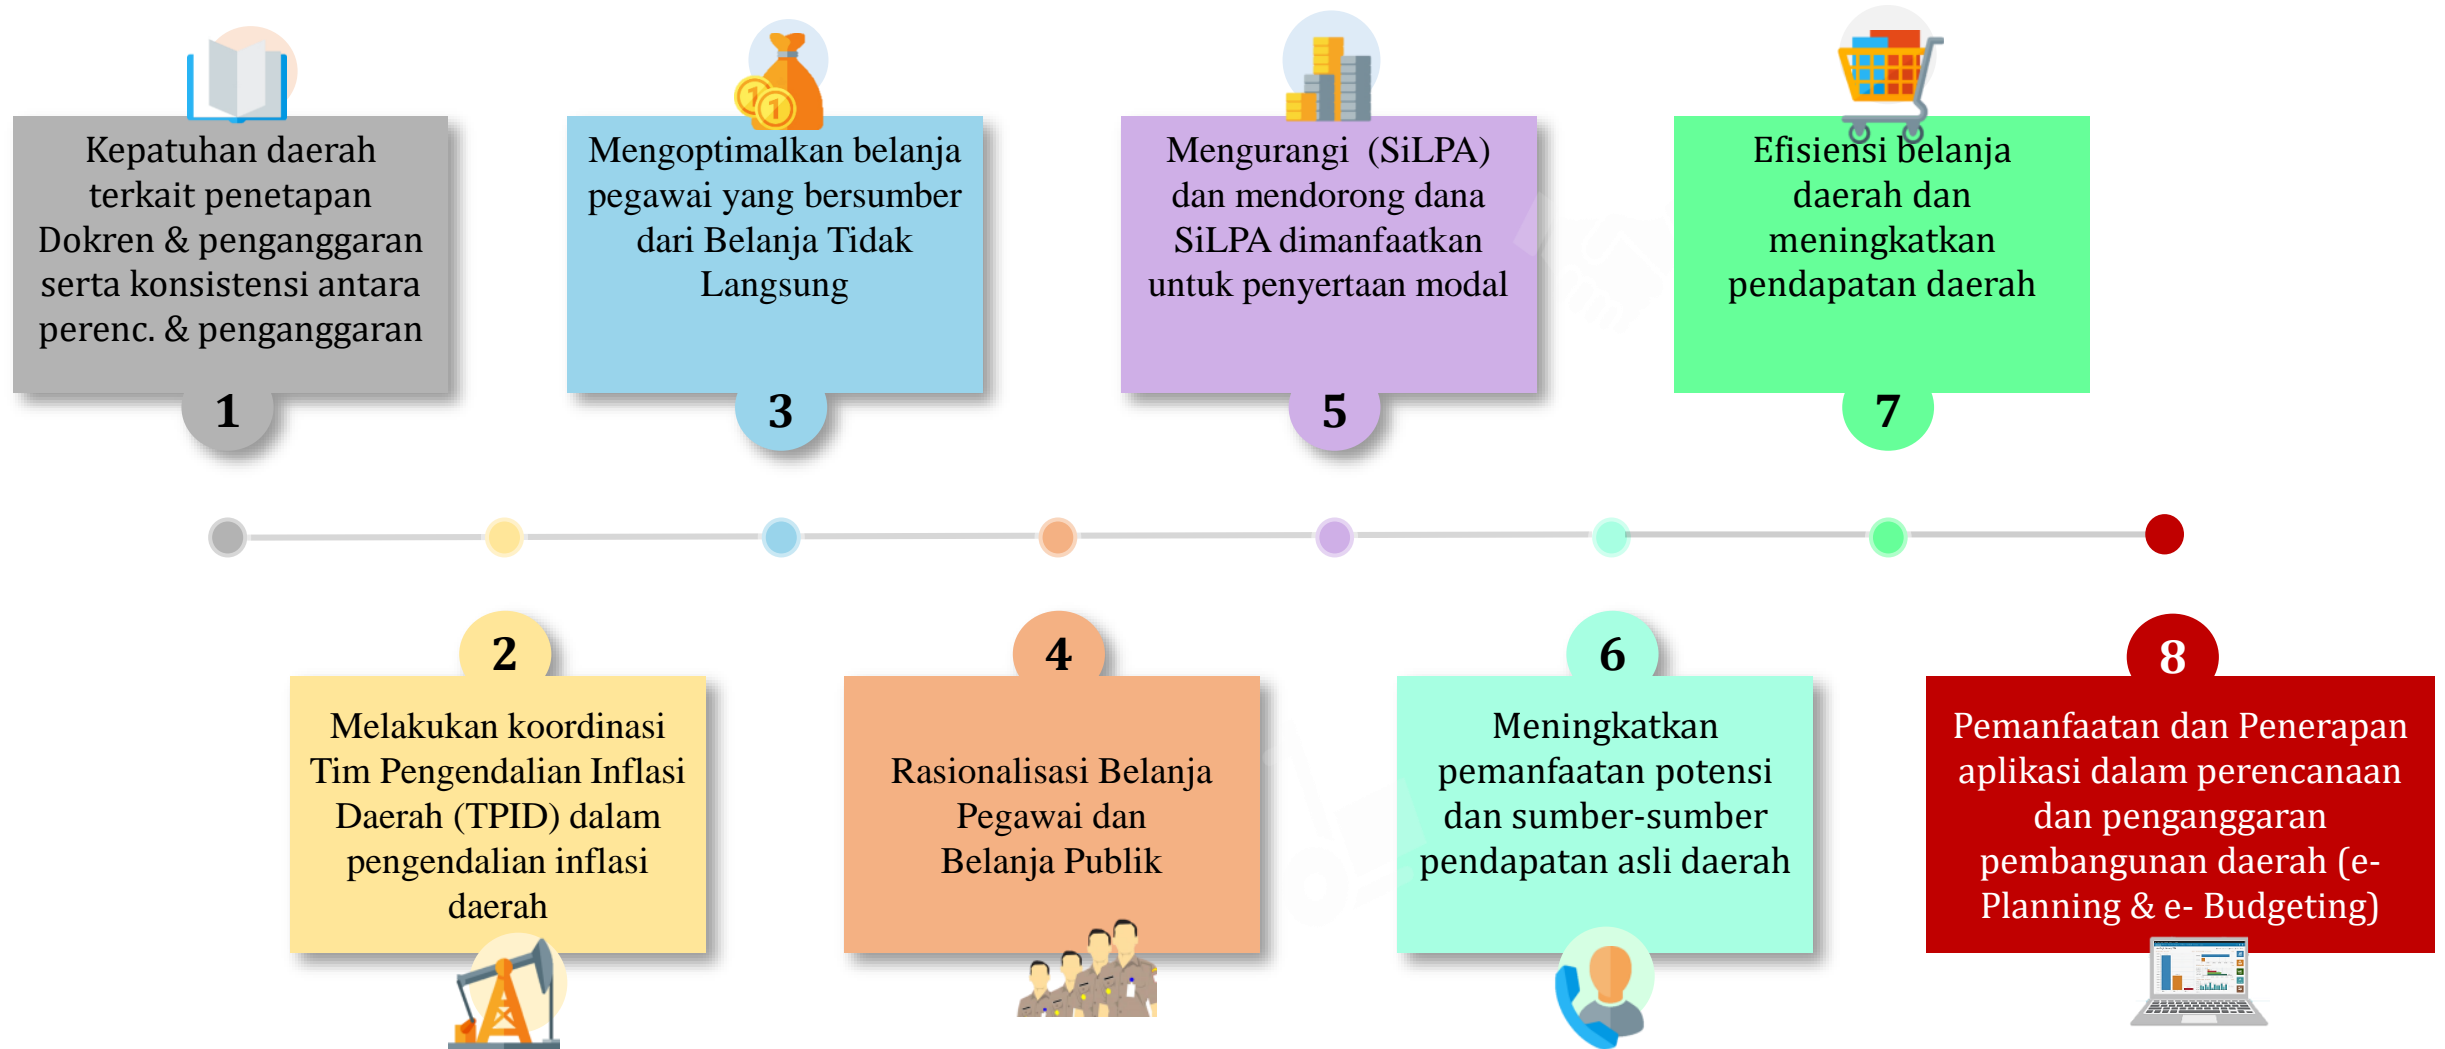 Kepatuhan daerah
terkait penetapan
Dokren & penganggaran
serta konsistensi antara
perenc. & penganggaran
1
Melakukan koordinasi
Tim Pengendalian Inflasi
Daerah (TPID) dalam
pengendalian inflasi
daerah
2
Mengoptimalkan belanja
pegawai yang bersumber
dari Belanja Tidak
Langsung
3
Rasionalisasi Belanja
Pegawai dan
Belanja Publik
4
Mengurangi (SiLPA)
dan mendorong dana
SiLPA dimanfaatkan
untuk penyertaan modal
5
Meningkatkan
pemanfaatan potensi
dan sumber-sumber
pendapatan asli daerah
6
Efisiensi belanja
daerah dan
meningkatkan
pendapatan daerah
7
Pemanfaatan dan Penerapan
aplikasi dalam perencanaan
dan penganggaran
pembangunan daerah (e-
Planning & e- Budgeting)
8
1
1